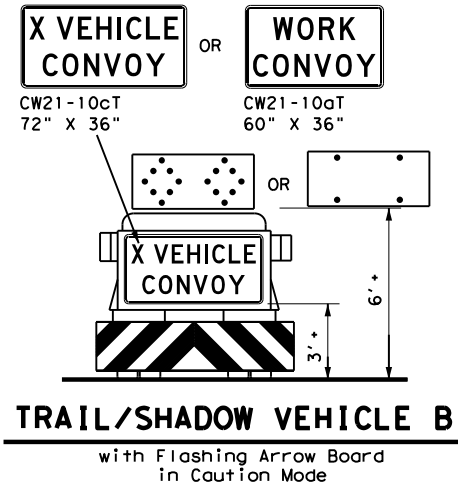 X VEHICLE
CONVOY
OR
WORK
CONVOY
CW21-10cT
72" X 36"
CW21-10aT
60" X 36"
OR
X VEHICLE
CONVOY
3' +
6' +
TRAIL/SHADOW VEHICLE B
with Flashing Arrow Board
in Caution Mode